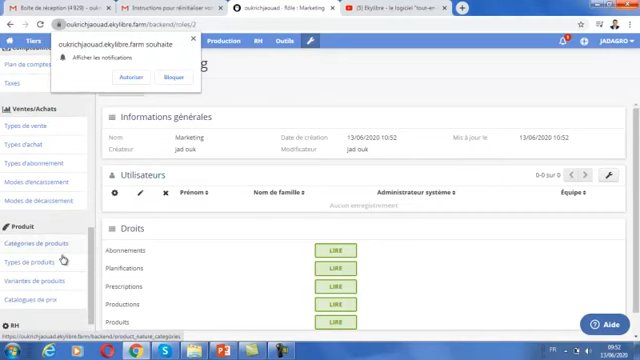 Boîte de réception (4 829)
Instructions pour réinitialiser vo
oukrichjaouad.ekylibre.farm - Rôle : Marketing
Ekylibre - le logiciel "tout-en
oukrichjaouad.ekylibre.farm/backend/roles/2
Tiers
Production
RH
Outils
JADAGRO
oukrichjaouad.ekylibre.farm souhaite
Afficher les notifications
Autoriser
Bloquer
Plan de compte
Taxes
Ventes/Achats
Types de vente
Types d'achat
Types d'abonnement
Modes d'encaissement
Modes de décaissement
Produit
Catégories de produits
Types de produits
Variantes de produits
Catalogues de prix
RH
Informations générales
Nom
Marketing
Date de création
13/06/2020 10:52
Mis à jour le
13/06/2020 10:52
Créateur
jad ouk
Modificateur
jad ouk
Utilisateurs
0-0 sur 0
Prénom
Nom de famille
Administrateur système
Équipe
Aucun enregistrement
Droits
Abonnements
LIRE
Planifications
LIRE
Prescriptions
LIRE
Productions
LIRE
Produits
LIRE
Aide
https://oukrichjaouad.ekylibre.farm/backend/product_nature_categories
FR
09:52
13/06/2020